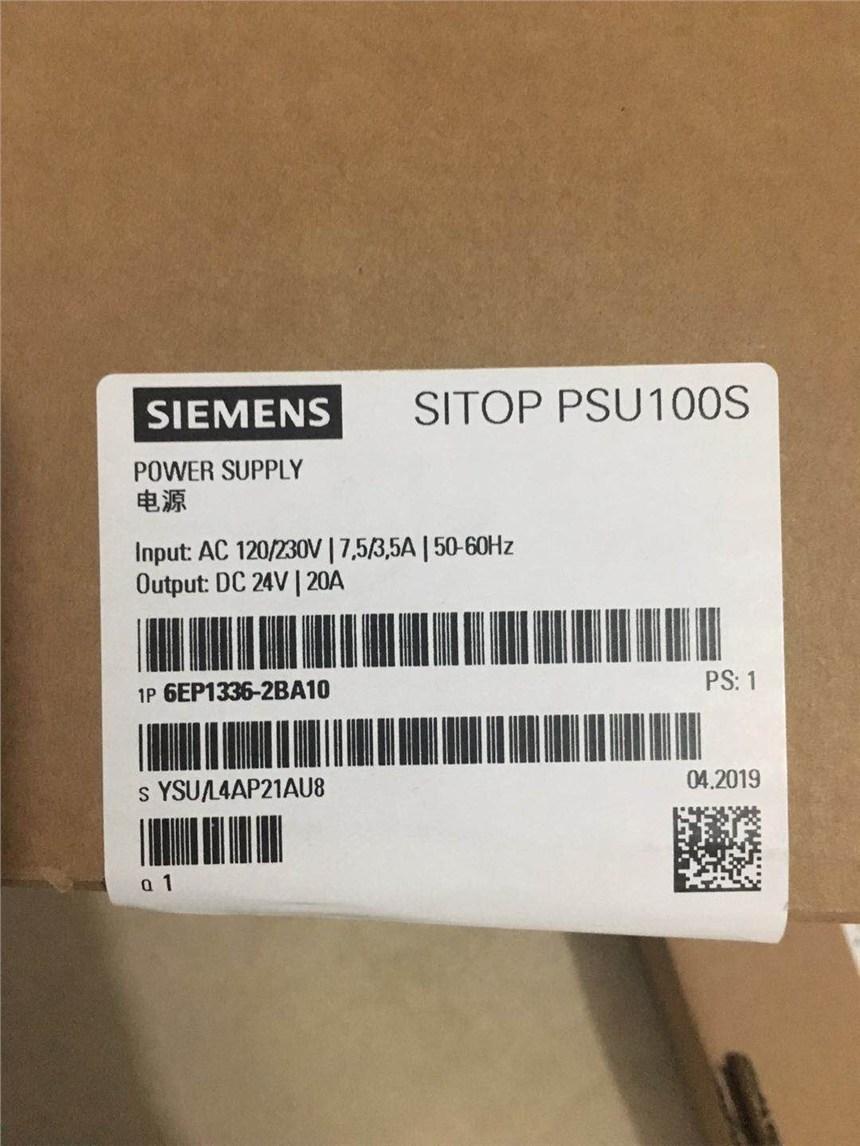 SIEMENS
SITOP PSU100S
POWER SUPPLY
电源
Input: AC 120/230V | 7,5/3,5A | 50-60Hz
Output: DC 24V | 20A
1P 6EP1336-2BA10
PS: 1
S YSU/L4AP21AU8
04.2019
Q 1